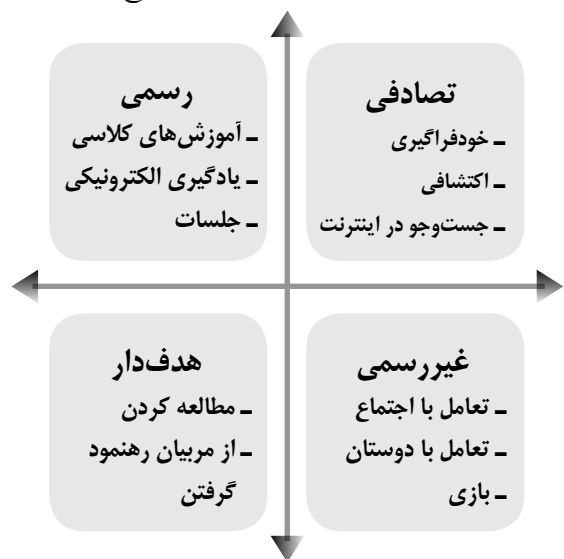 تصادفی
ـ خودفراگیری
ـ اکتشافی
ـ جست‌وجو در اینترنت
رسمی
ـ آموزش‌های کلاسی
ـ یادگیری الکترونیکی
ـ جلسات
غیررسمی
ـ تعامل با اجتماع
ـ تعامل با دوستان
ـ بازی
هدف‌دار
ـ مطالعه کردن
ـ از مربیان رهنمود
گرفتن